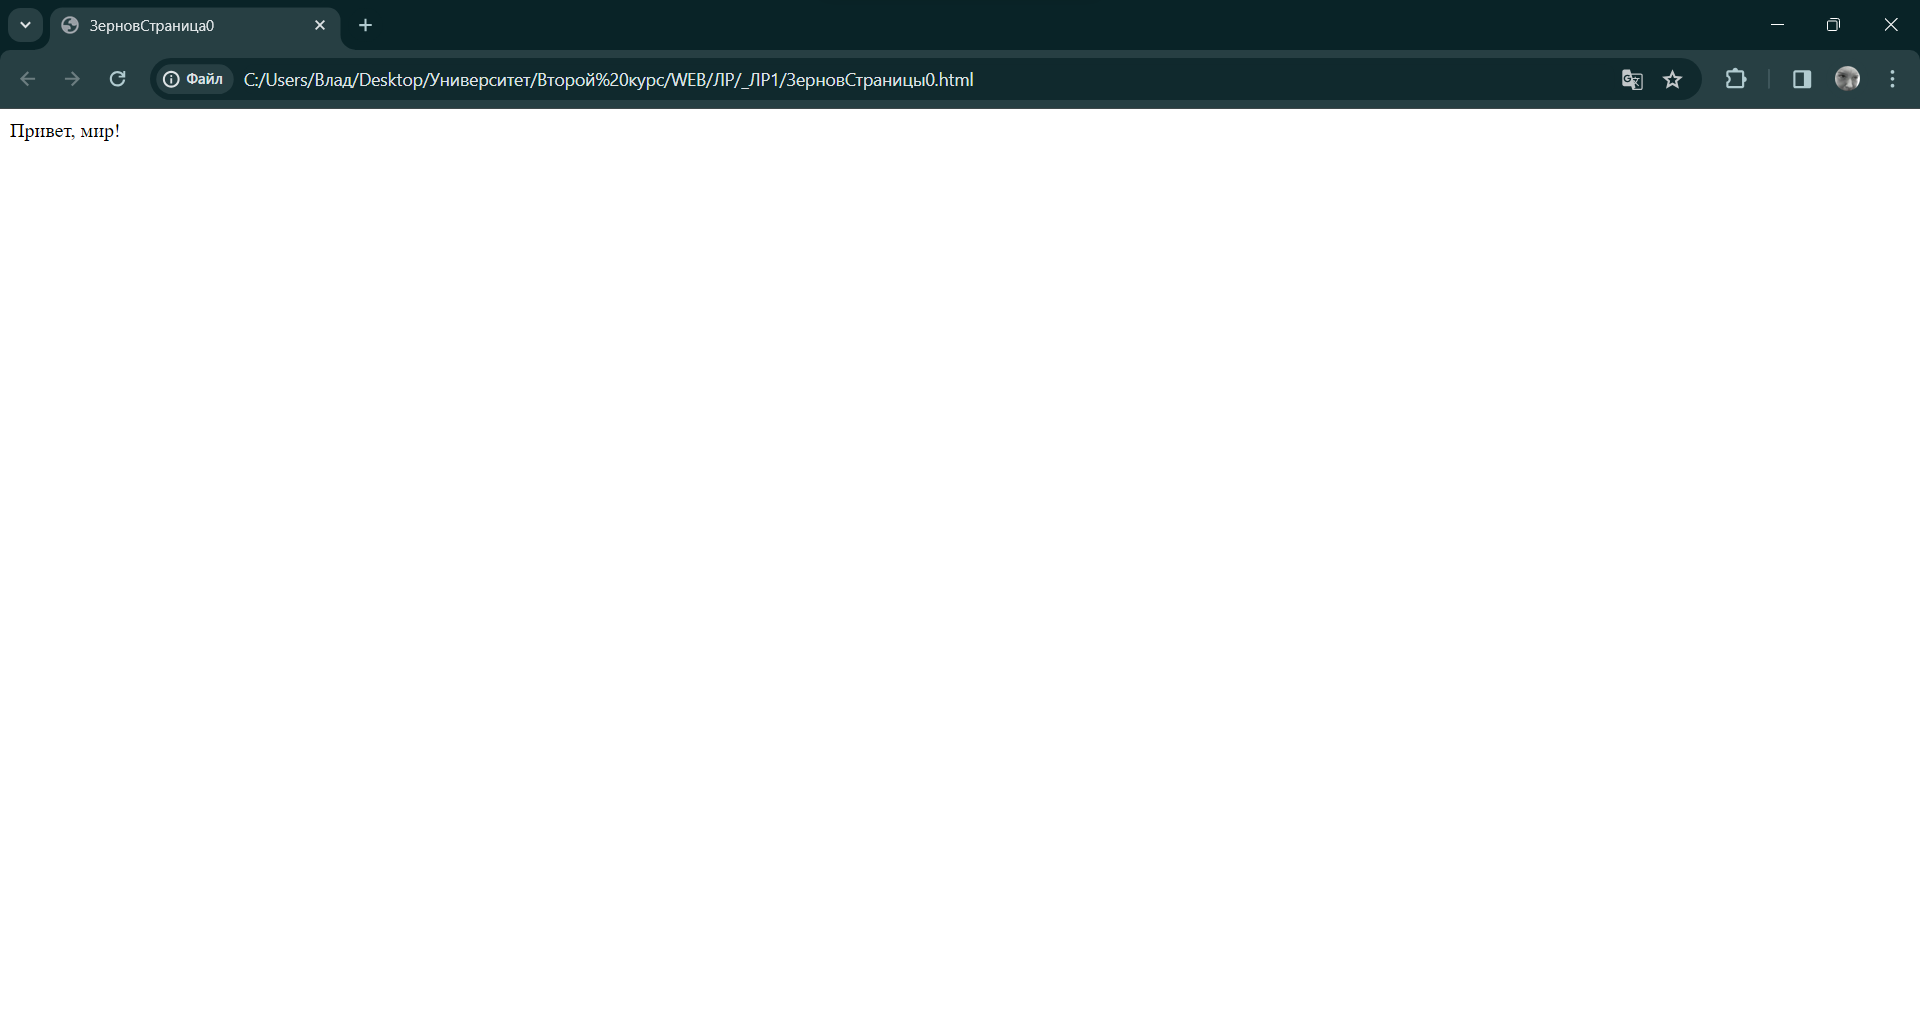 ЗерновСтраница0
Файл
C:/Users/Влад/Desktop/Университет/Второй%20курс/WEB/ЛР/_ЛР1/ЗерновСтраницы0.html
Привет, мир!